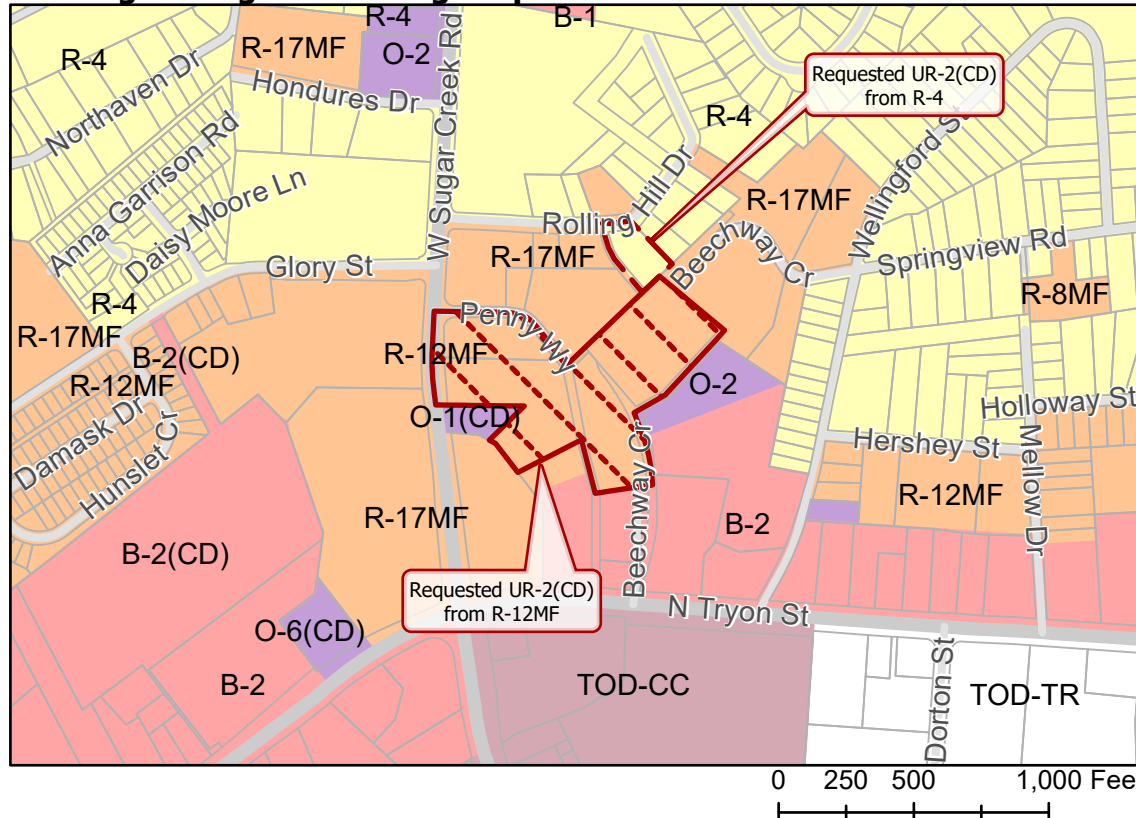 R-4
B-1
R-4
R-17MF
O-2
Northaven Dr
Hondures Dr
W Sugar Creek Rd
Requested UR-2(CD)
from R-4
R-4
Anna Garrison Rd
Daisy Moore Ln
Rolling Hill Dr
R-17MF
Wellingford St
Beechway Cr
Springview Rd
Glory St
R-17MF
R-8MF
R-4
R-17MF
Penny Wy
B-2(CD)
R-12MF
R-12MF
O-2
O-1(CD)
Damask Dr
Hunslet Cr
Holloway St
Hershey St
Mellow Dr
R-12MF
Beechway Cr
R-17MF
B-2
B-2(CD)
Requested UR-2(CD)
from R-12MF
N Tryon St
O-6(CD)
B-2
TOD-CC
Dorton St
TOD-TR
0 250 500 1,000 Fee